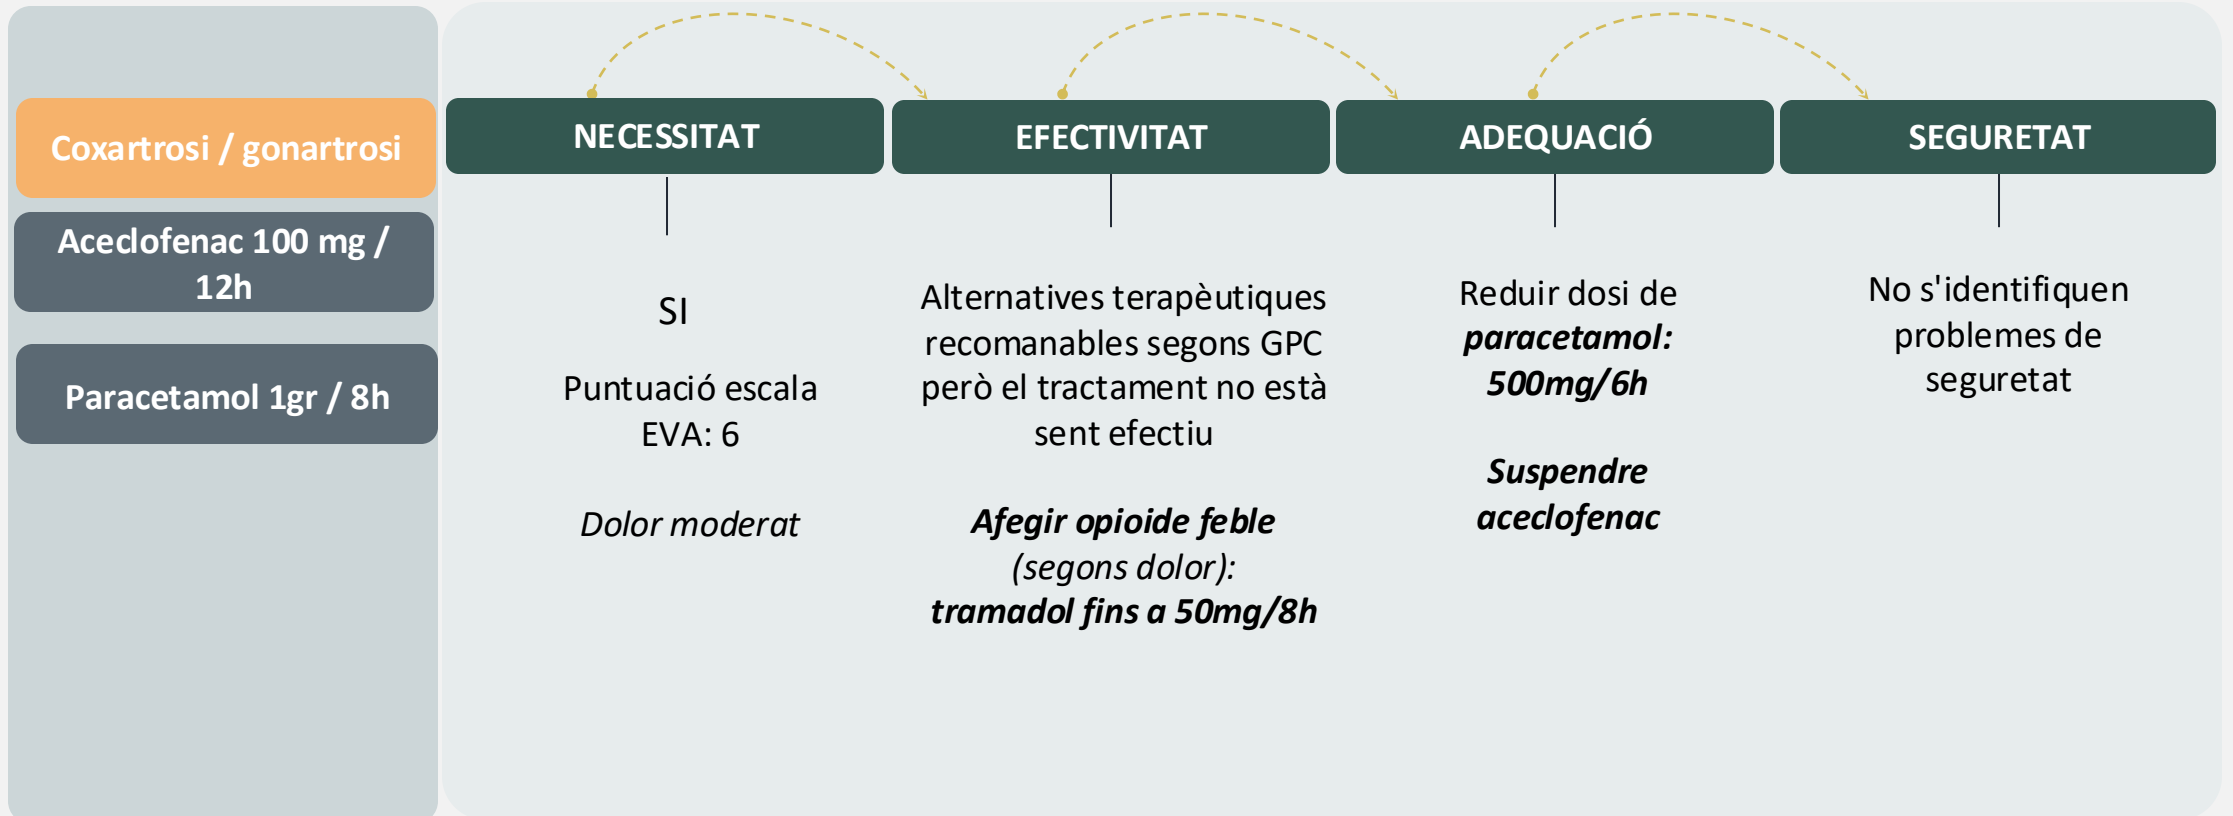 Coxartrosi / gonartrosi
Aceclofenac 100 mg /
12h
Paracetamol 1gr / 8h
NECESSITAT
SI
Puntuació escala
EVA: 6
Dolor moderat
EFECTIVITAT
Alternatives terapèutiques
recomanables segons GPC
però el tractament no està
sent efectiu
Afegir opioide feble
(segons dolor):
tramadol fins a 50mg/8h
ADEQUACIÓ
Reduir dosi de
paracetamol:
500mg/6h
Suspendre
aceclofenac
SEGURETAT
No s'identifiquen
problemes de
seguretat